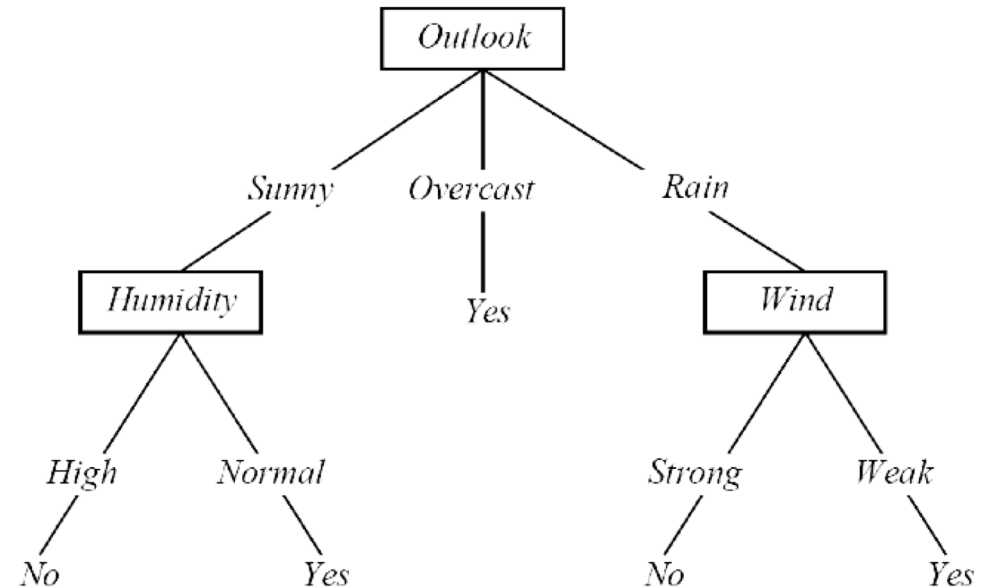 Outlook
Sunny Overcast Rain
Humidity Yes Wind
High Normal Strong Weak
No Yes No Yes